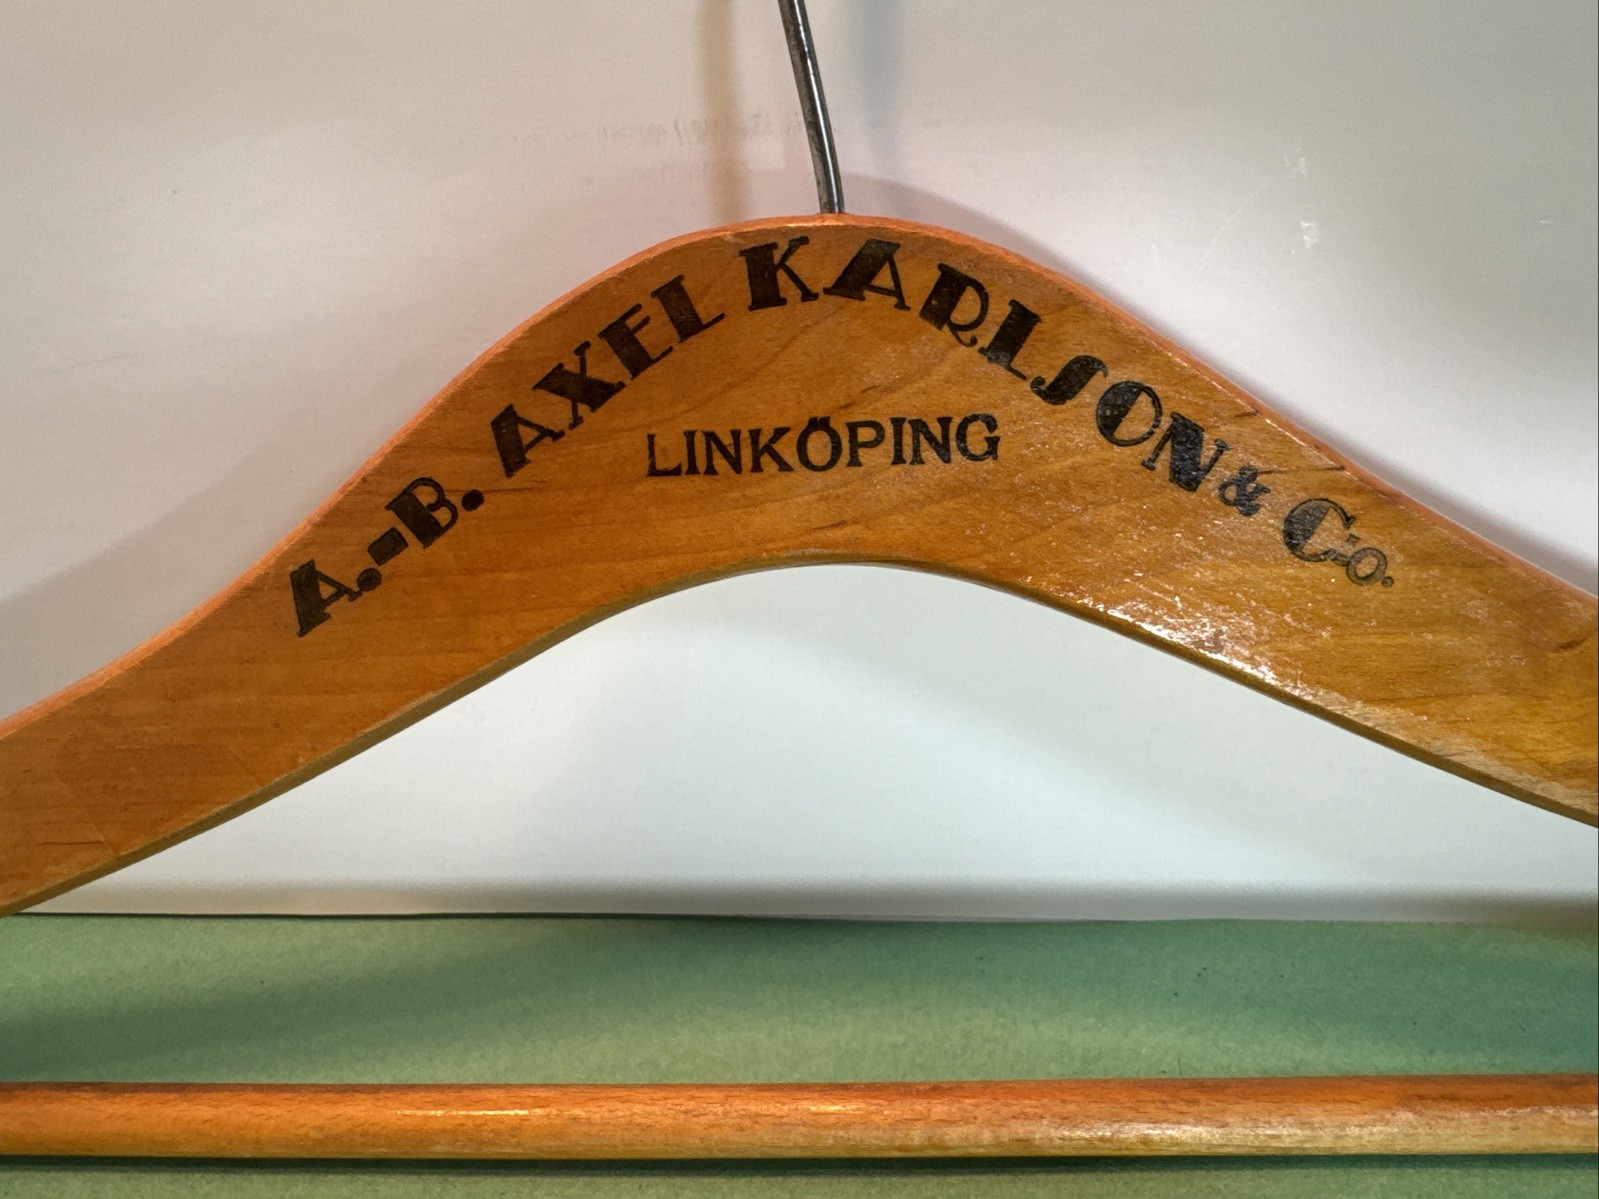 A.-B. AXEL KARLSON & Co.
LINKÖPING